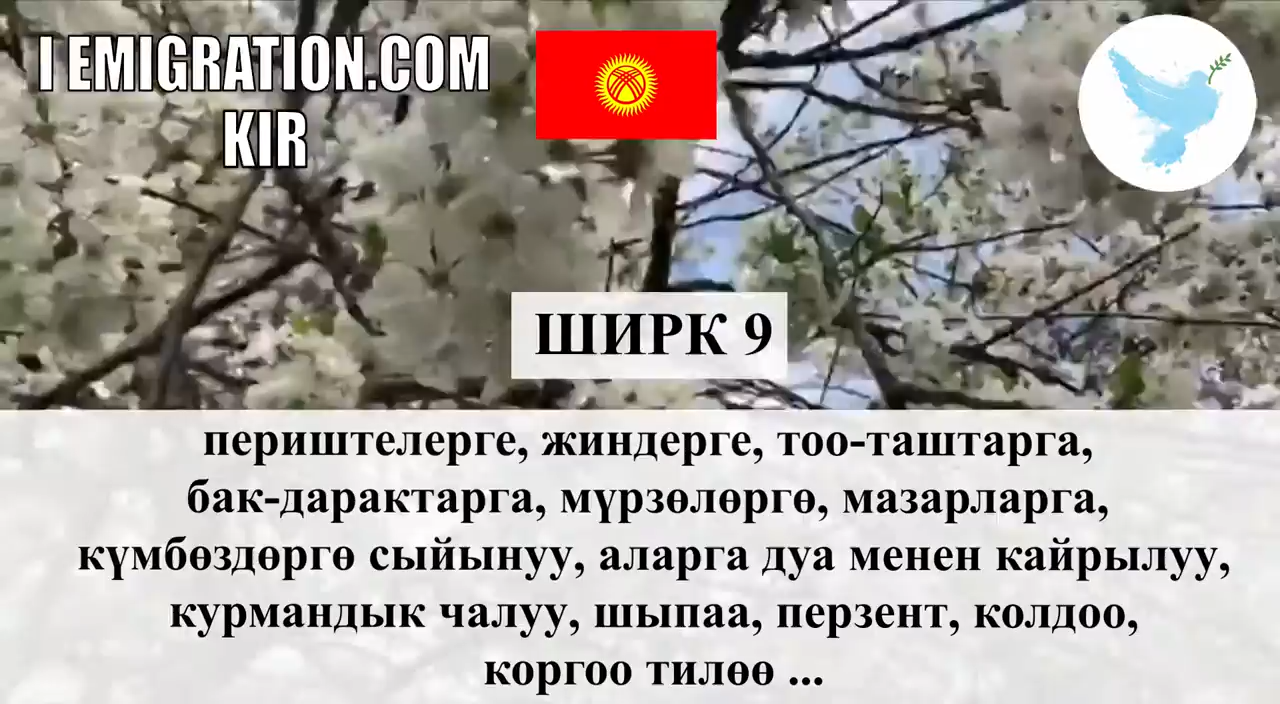 I EMIGRATION.COM
KIR
ШИРК 9
периштелерге, жиндерге, тоо-таштарга,
бак-дарактарга, мүрзөлөргө, мазарларга,
күмбөздөргө сыйынуу, аларга дуа менен кайрылуу,
курмандык чалуу, шыпаа, перзент, колдоо,
коргоо тилөө ...